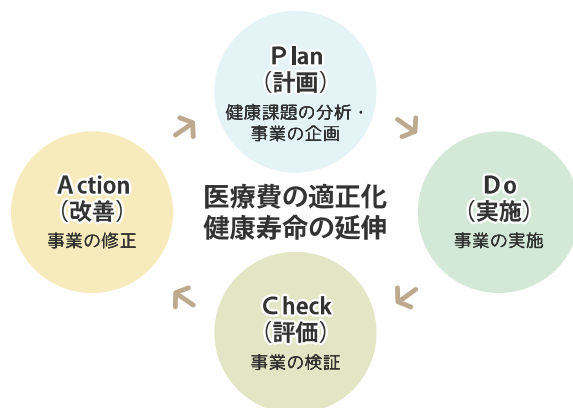 Plan
（計画）
健康課題の分析・
事業の企画
Do
（実施）
事業の実施
Check
（評価）
事業の検証
Action
（改善）
事業の修正
医療費の適正化
健康寿命の延伸